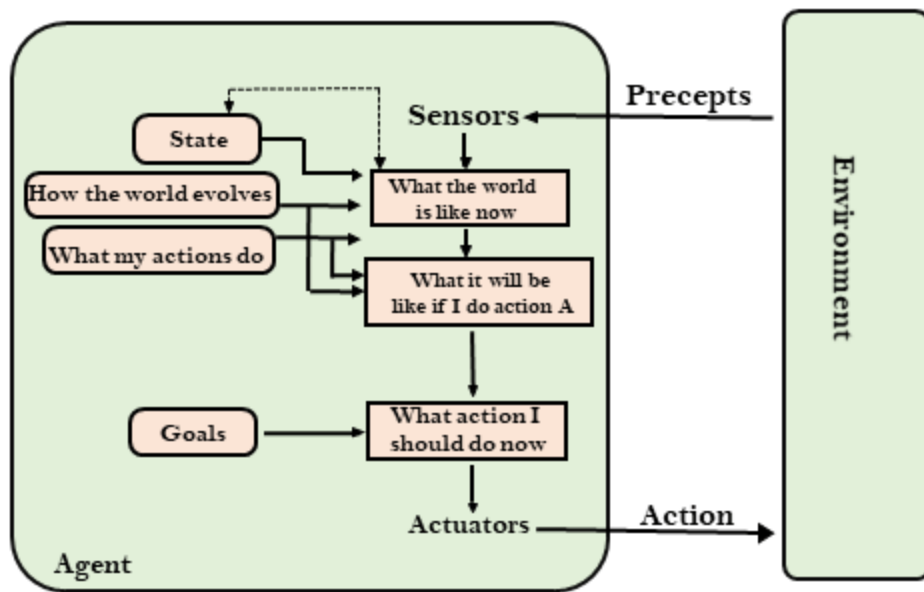 Precepts
Sensors
State
How the world evolves
What the world
is like now
What my actions do
What it will be
like if I do action A
Goals
What action I
should do now
Actuators
Action
Agent
Environment